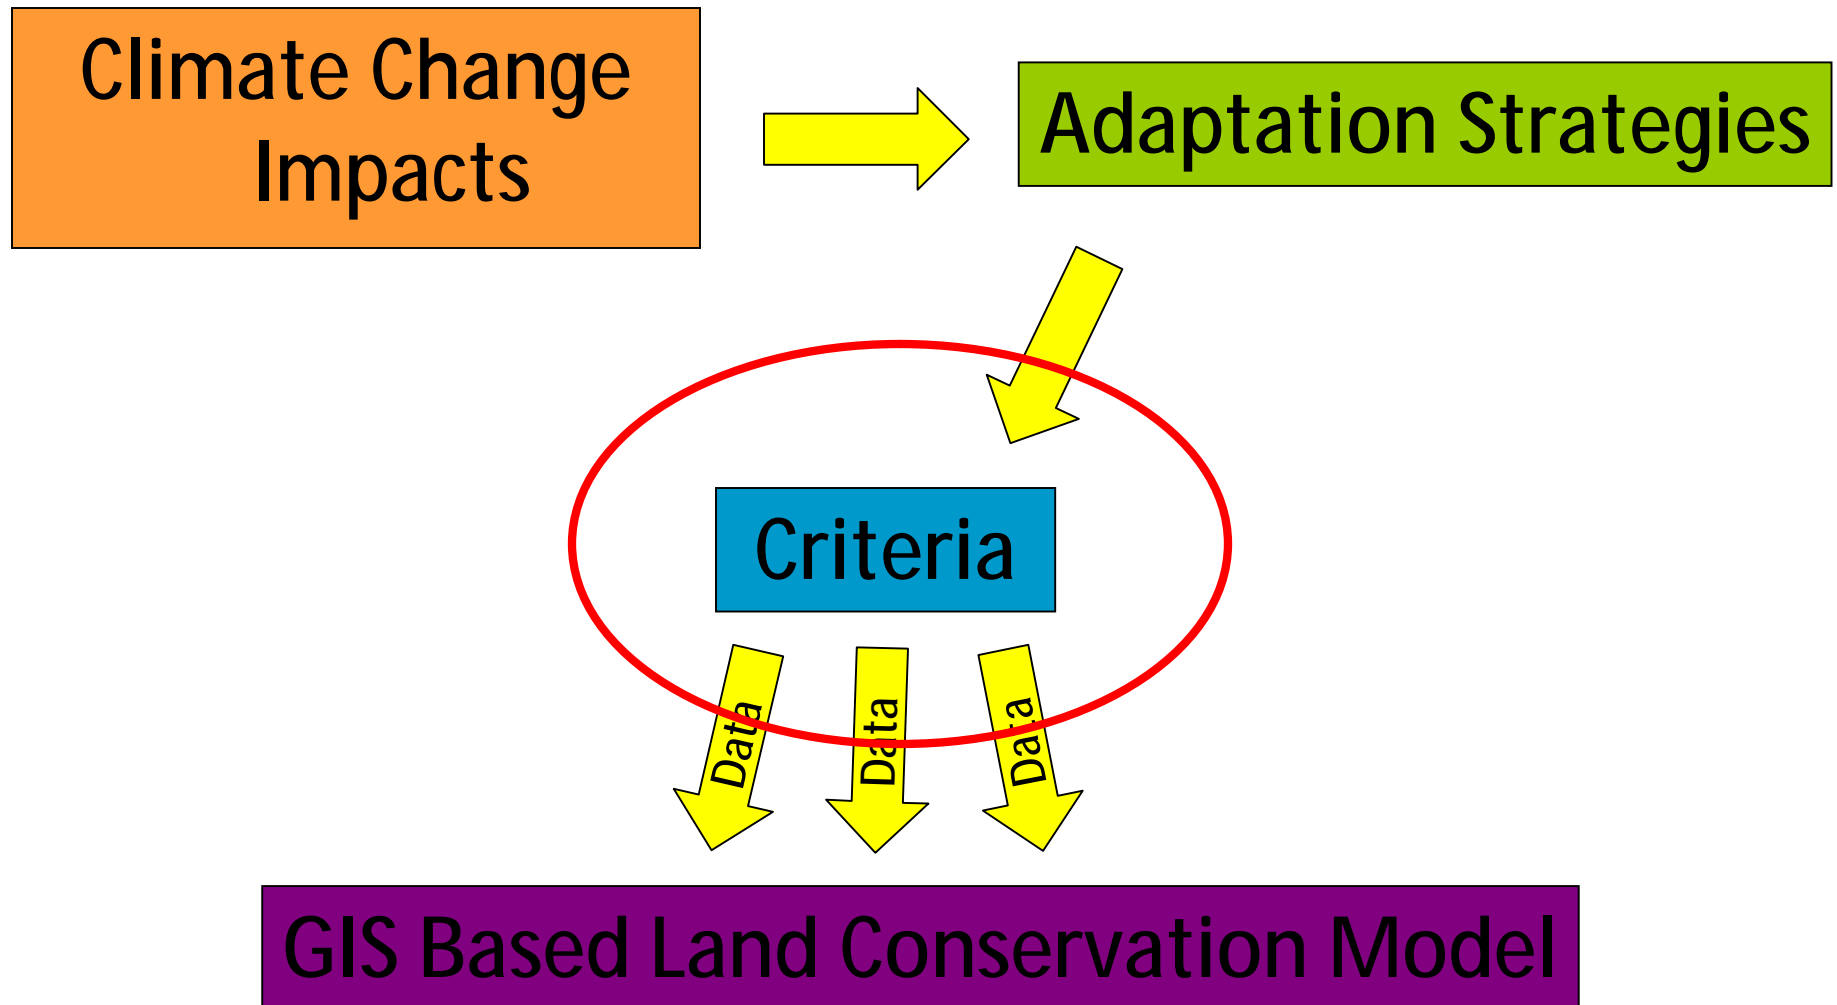 Climate Change
Impacts
Adaptation Strategies
Criteria
Data
Data
Data
GIS Based Land Conservation Model